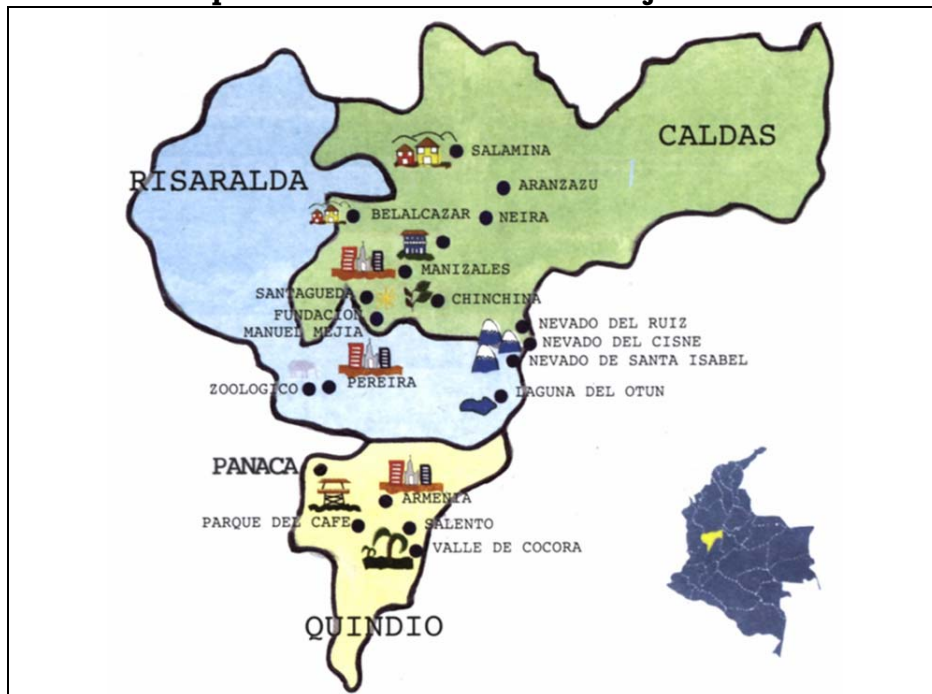 CALDAS
SALAMINA
RISARALDA
ARANZAZU
BELALCAZAR
NEIRA
MANIZALES
SANTAGUEDA
CHINCHINA
FUNDACION
MANUEL MEJIA
NEVADO DEL RUIZ
NEVADO DEL CISNE
NEVADO DE SANTA ISABEL
PEREIRA
ZOOLOGICO
LAGUNA DEL OTUN
PANACA
ARMENIA
PARQUE DEL CAFE
SALENTO
VALLE DE COCORA
QUINDIO